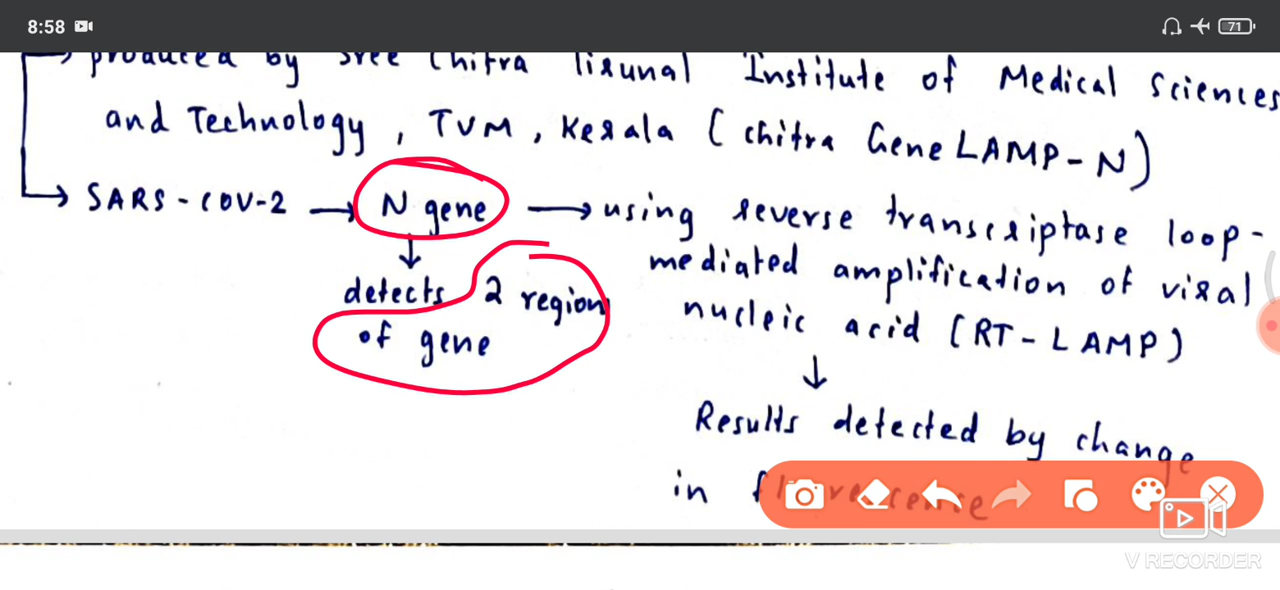 8:58
71
produced by Sree Chitra Tirunal Institute of Medical Sciences
and Technology, TVM, Kerala (Chitra Gene LAMP-N)
SARS-COV-2 → N gene → using reverse transcriptase loop-
mediated amplification of viral
nucleic acid (RT-LAMP)
↓
detects 2 region
of gene
↓
Results detected by change
in fluorescence
V RECORDER